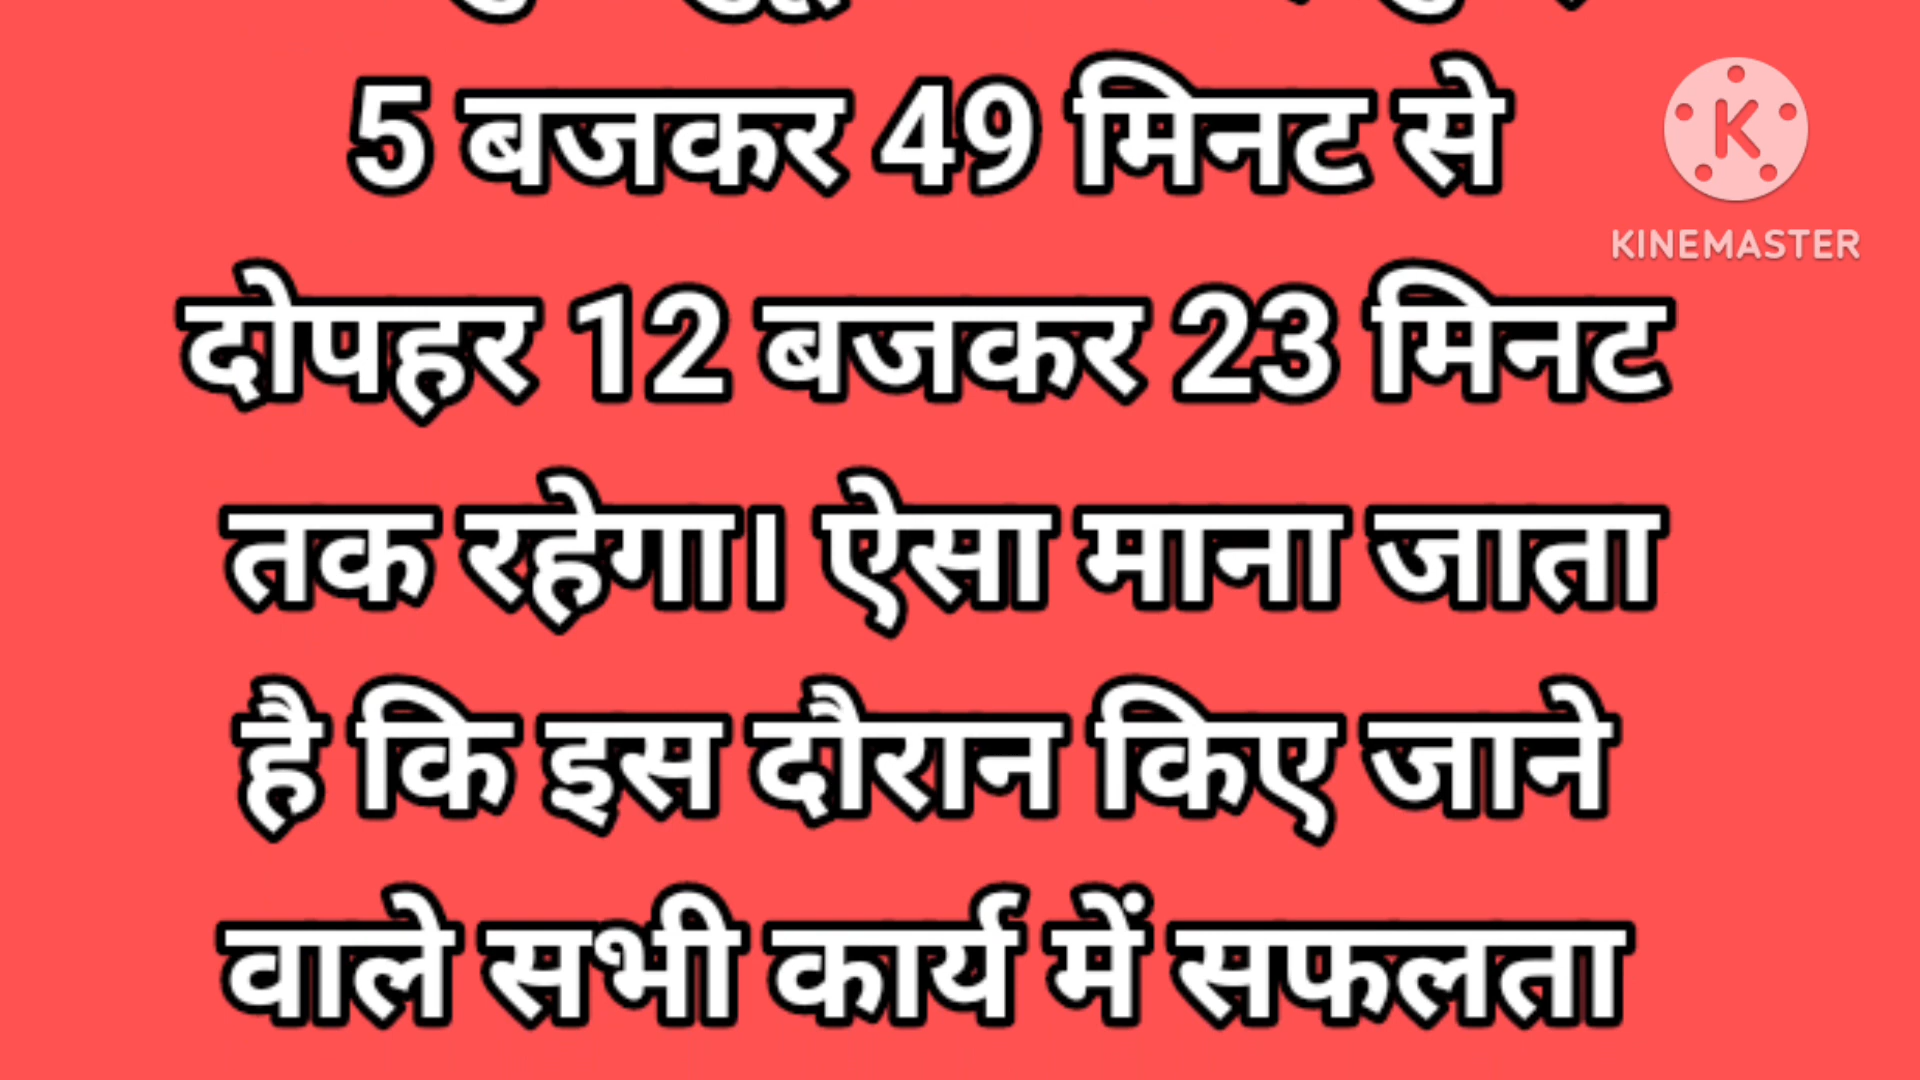 5 बजकर 49 मिनट से
KINEMASTER
दोपहर 12 बजकर 23 मिनट
तक रहेगा। ऐसा माना जाता
है कि इस दौरान किए जाने
वाले सभी कार्य में सफलता